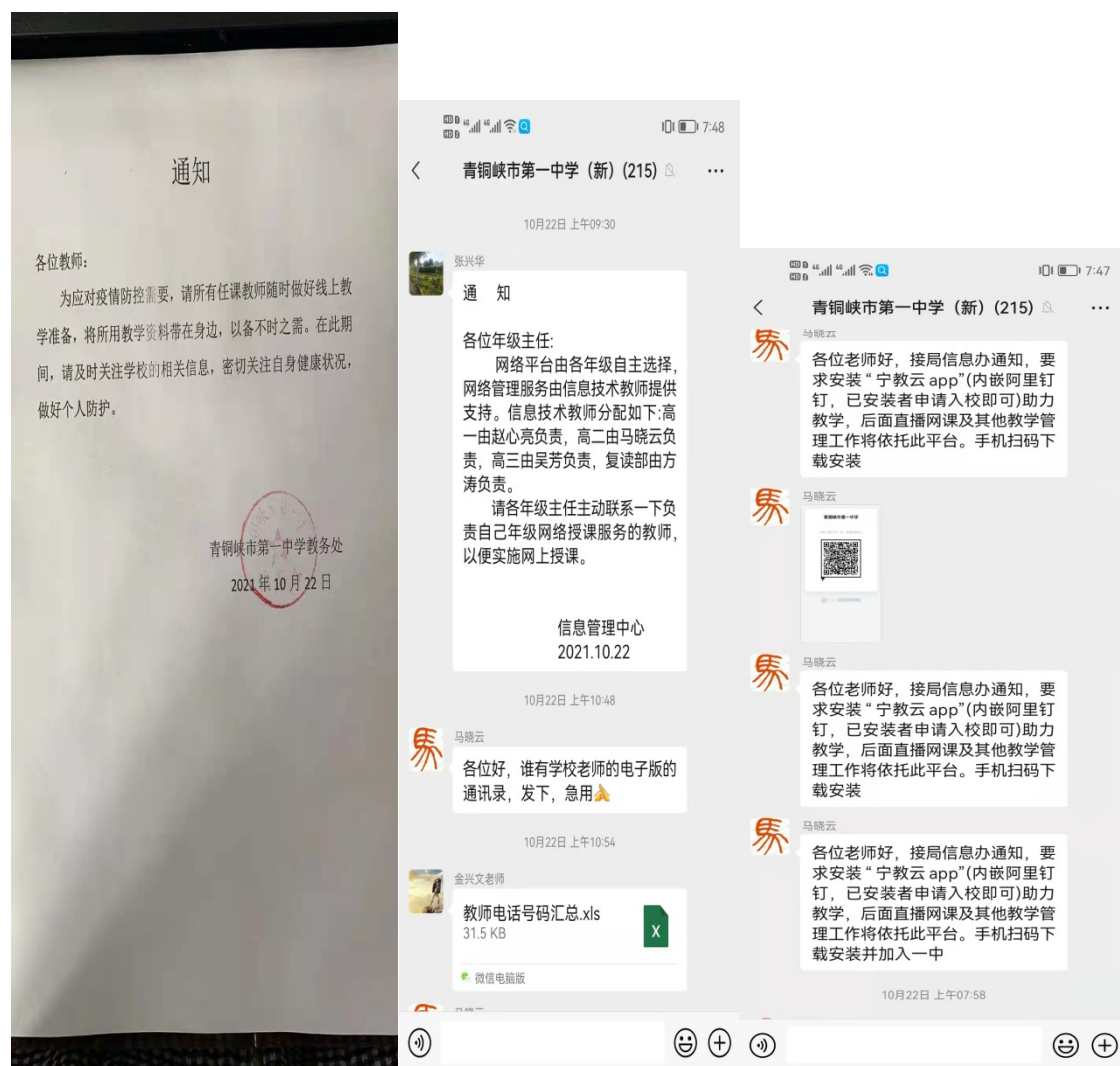 通知
各位教师：
为应对疫情防控需要，请所有任课教师随时做好线上教
学准备，将所用教学资料带在身边，以备不时之需。在此期
间，请及时关注学校的相关信息，密切关注自身健康状况，
做好个人防护。
青铜峡市第一中学教务处
2021 年 10 月 22 日
7:48
青铜峡市第一中学（新）(215)
10月22日 上午09:30
张兴华
通 知
各位年级主任:
网络平台由各年级自主选择，
网络管理服务由信息技术教师提供
支持。信息技术教师分配如下:高
一由赵心亮负责，高二由马晓云负
责，高三由吴芳负责，复读部由方
涛负责。
请各年级主任主动联系一下负
责自己年级网络授课服务的教师，
以便实施网上授课。
信息管理中心
2021.10.22
10月22日 上午10:48
马晓云
各位好，谁有学校老师的电子版的
通讯录，发下，急用
10月22日 上午10:54
金兴文老师
教师电话号码汇总.xls
31.5 KB
X
微信电脑版
马晓云
7:47
青铜峡市第一中学（新）(215)
马晓云
各位老师好，接局信息办通知，要
求安装“宁教云app”(内嵌阿里钉
钉，已安装者申请入校即可)助力
教学，后面直播网课及其他教学管
理工作将依托此平台。手机扫码下
载安装
马晓云
青铜峡市第一中学
马晓云
各位老师好，接局信息办通知，要
求安装“宁教云app”(内嵌阿里钉
钉，已安装者申请入校即可)助力
教学，后面直播网课及其他教学管
理工作将依托此平台。手机扫码下
载安装
马晓云
各位老师好，接局信息办通知，要
求安装“宁教云app”(内嵌阿里钉
钉，已安装者申请入校即可)助力
教学，后面直播网课及其他教学管
理工作将依托此平台。手机扫码下
载安装并加入一中
10月22日 上午07:58